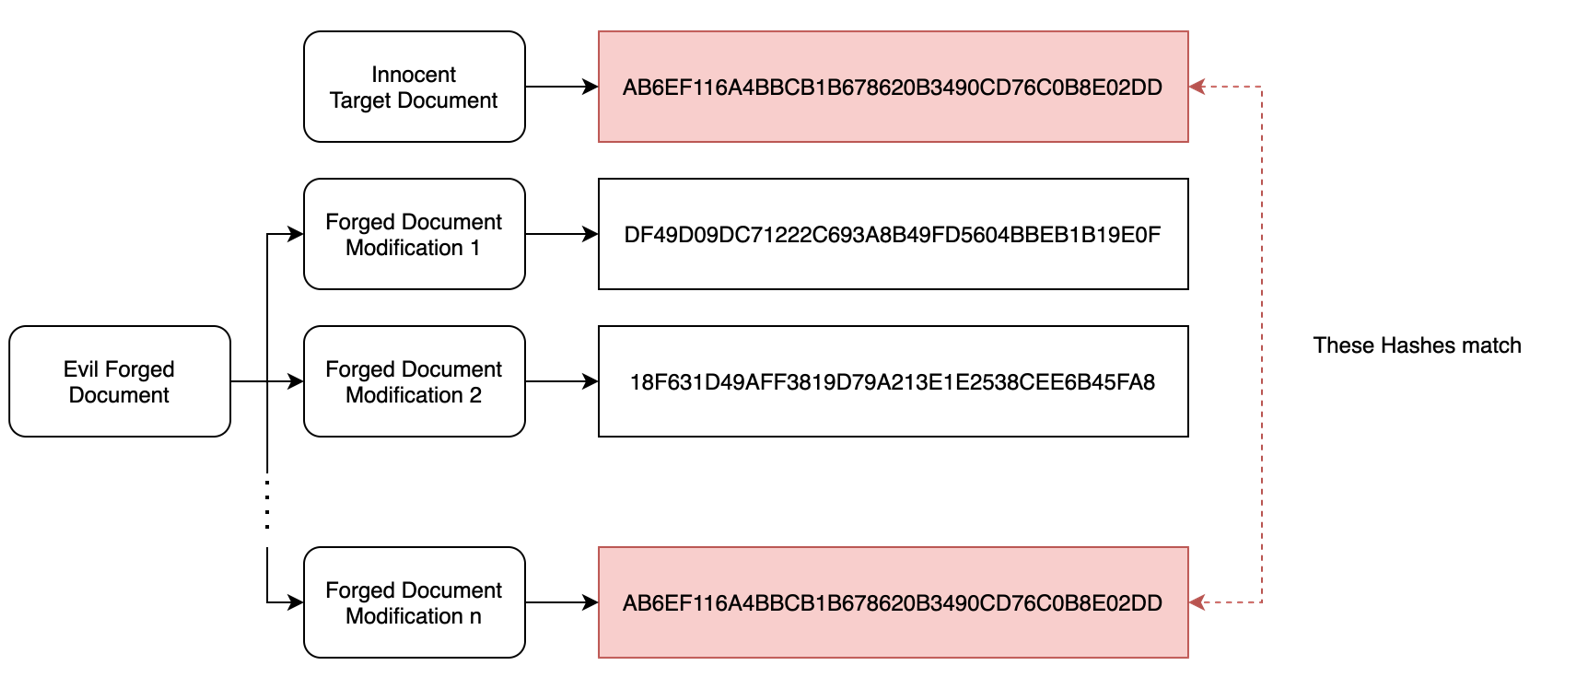 Innocent
Target Document
AB6EF116A4BBCB1B678620B3490CD76C0B8E02DD
Forged Document
Modification 1
DF49D09DC71222C693A8B49FD5604BBEB1B19E0F
Evil Forged
Document
Forged Document
Modification 2
18F631D49AFF3819D79A213E1E2538CEE6B45FA8
These Hashes match
Forged Document
Modification n
AB6EF116A4BBCB1B678620B3490CD76C0B8E02DD